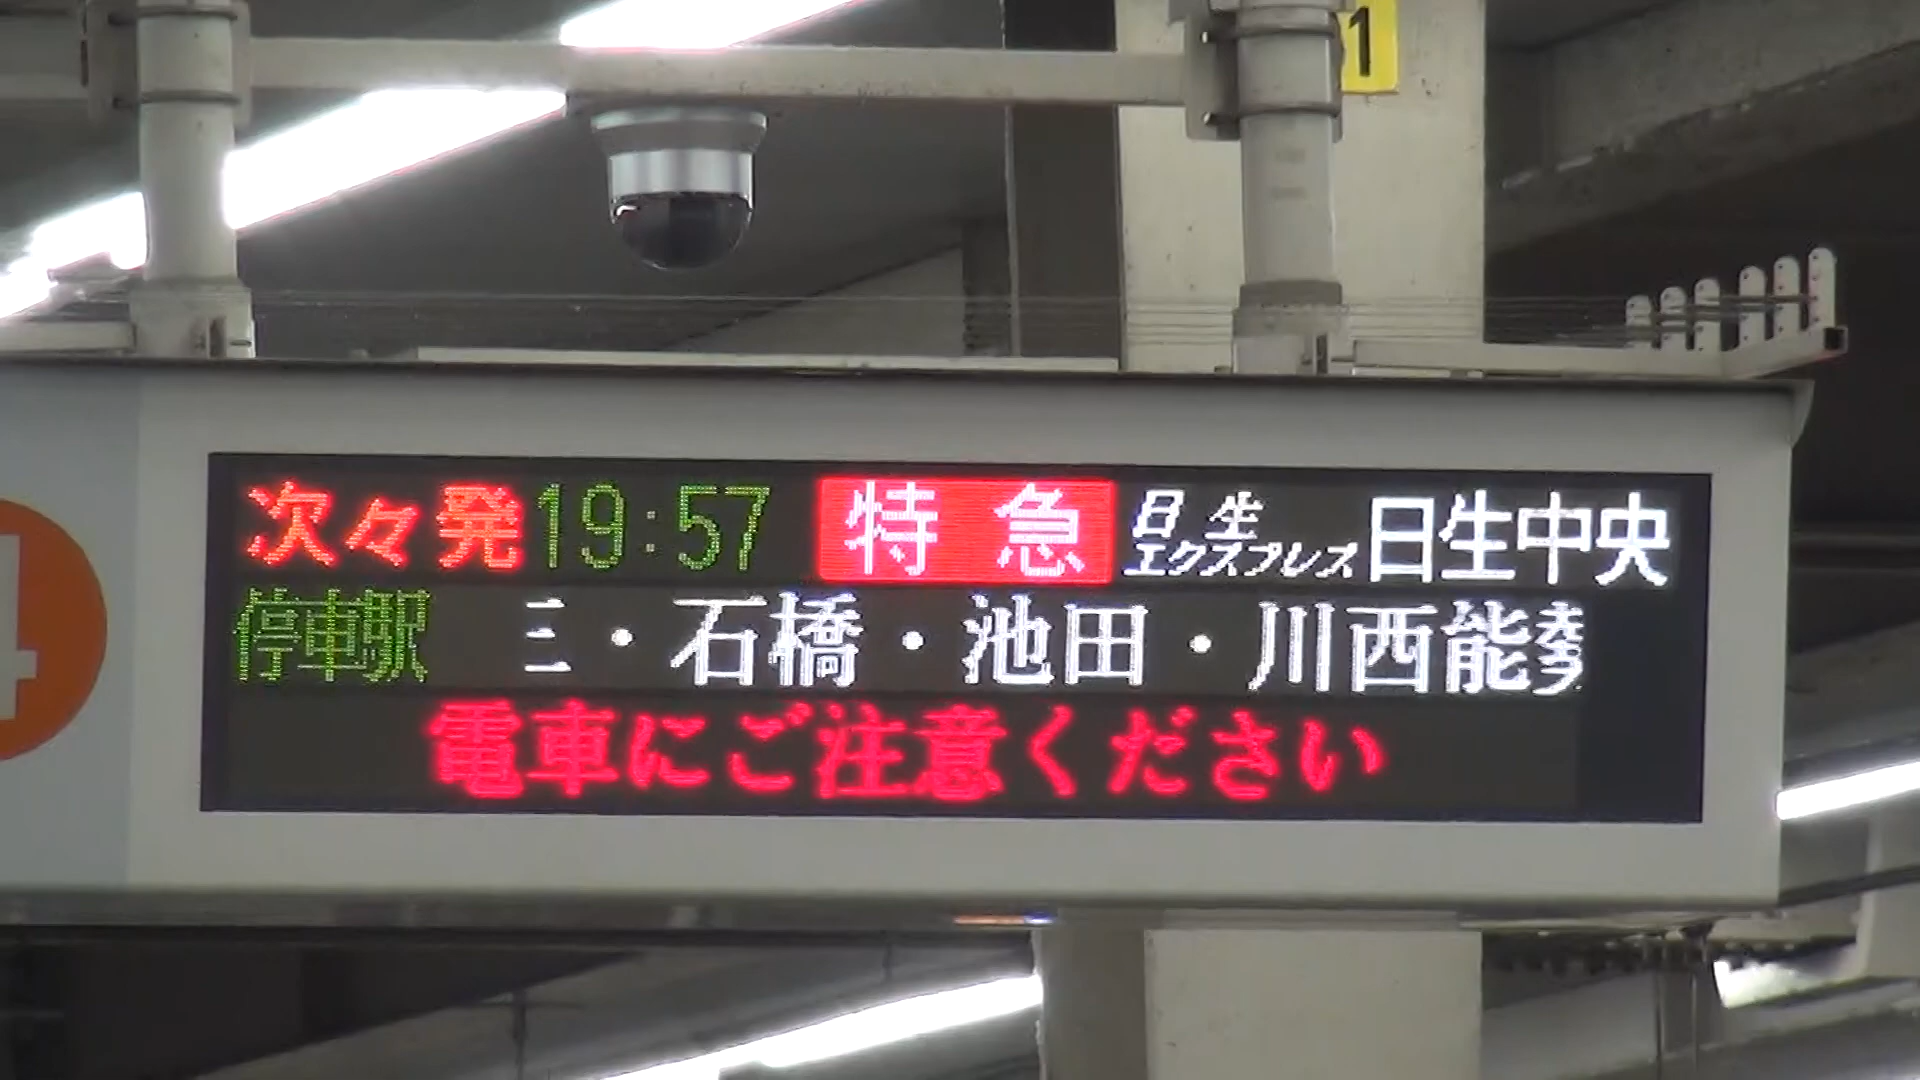 1
4
次々発 19:57 特急 日生エクスプレス 日生中央
停車駅 ・石橋・池田・川西能勢
電車にご注意ください